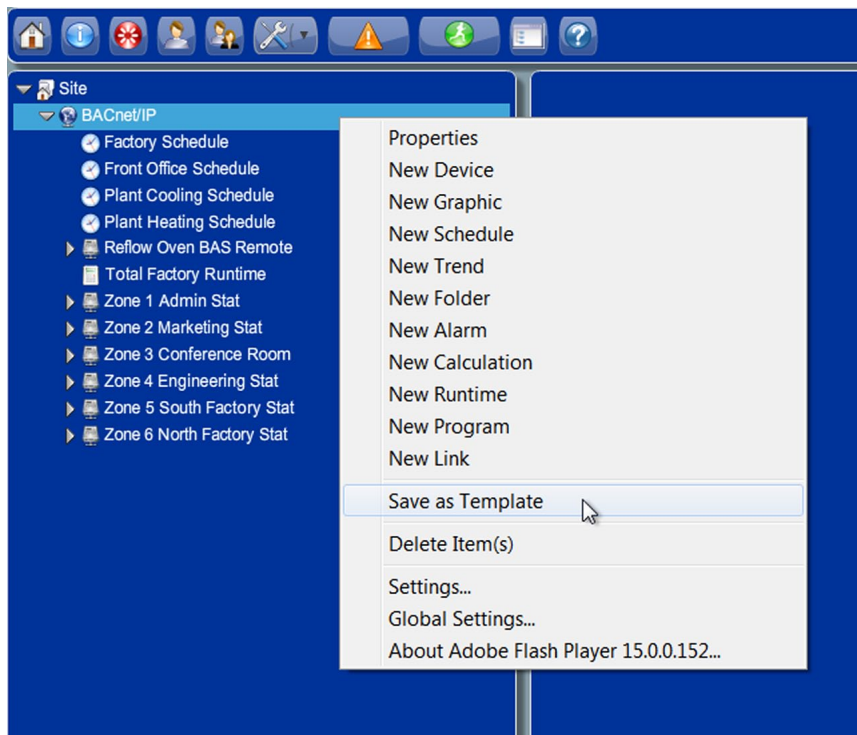 Site
BACnet/IP
Factory Schedule
Front Office Schedule
Plant Cooling Schedule
Plant Heating Schedule
Reflow Oven BAS Remote
Total Factory Runtime
Zone 1 Admin Stat
Zone 2 Marketing Stat
Zone 3 Conference Room
Zone 4 Engineering Stat
Zone 5 South Factory Stat
Zone 6 North Factory Stat
Properties
New Device
New Graphic
New Schedule
New Trend
New Folder
New Alarm
New Calculation
New Runtime
New Program
New Link
Save as Template
Delete Item(s)
Settings...
Global Settings...
About Adobe Flash Player 15.0.0.152...